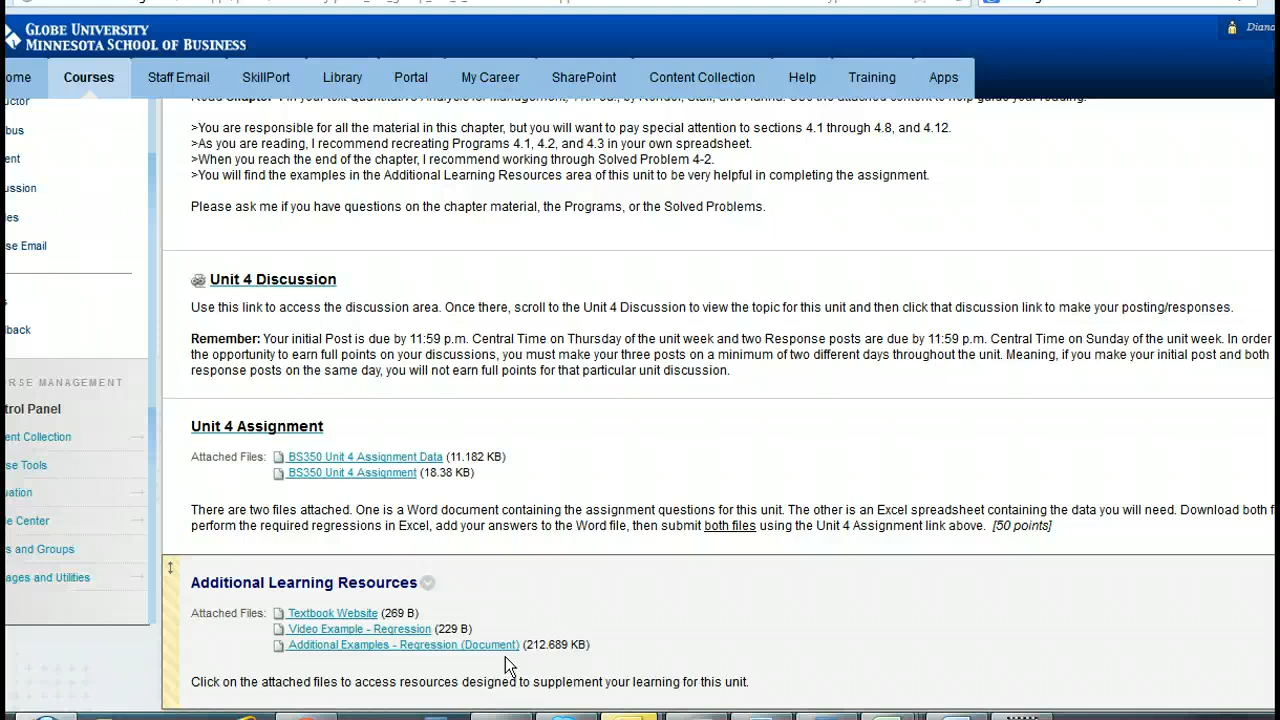 GLOBE UNIVERSITY
MINNESOTA SCHOOL OF BUSINESS
Diana
ome Courses Staff Email SkillPort Library Portal My Career SharePoint Content Collection Help Training Apps
uctor
bus
ent
ussion
les
se Email
lback
RSE MANAGEMENT
trol Panel
ent Collection
se Tools
uation
le Center
s and Groups
ages and Utilities
>You are responsible for all the material in this chapter, but you will want to pay special attention to sections 4.1 through 4.8, and 4.12.
>As you are reading, I recommend recreating Programs 4.1, 4.2, and 4.3 in your own spreadsheet.
>When you reach the end of the chapter, I recommend working through Solved Problem 4-2.
>You will find the examples in the Additional Learning Resources area of this unit to be very helpful in completing the assignment.
Please ask me if you have questions on the chapter material, the Programs, or the Solved Problems.
Unit 4 Discussion
Use this link to access the discussion area. Once there, scroll to the Unit 4 Discussion to view the topic for this unit and then click that discussion link to make your posting/responses.
Remember: Your initial Post is due by 11:59 p.m. Central Time on Thursday of the unit week and two Response posts are due by 11:59 p.m. Central Time on Sunday of the unit week. In order
the opportunity to earn full points on your discussions, you must make your three posts on a minimum of two different days throughout the unit. Meaning, if you make your initial post and both
response posts on the same day, you will not earn full points for that particular unit discussion.
Unit 4 Assignment
Attached Files: BS350 Unit 4 Assignment Data (11.182 KB)
BS350 Unit 4 Assignment (18.38 KB)
There are two files attached. One is a Word document containing the assignment questions for this unit. The other is an Excel spreadsheet containing the data you will need. Download both f
perform the required regressions in Excel, add your answers to the Word file, then submit both files using the Unit 4 Assignment link above. [50 points]
Additional Learning Resources
Attached Files: Textbook Website (269 B)
Video Example - Regression (229 B)
Additional Examples - Regression (Document) (212.689 KB)
Click on the attached files to access resources designed to supplement your learning for this unit.